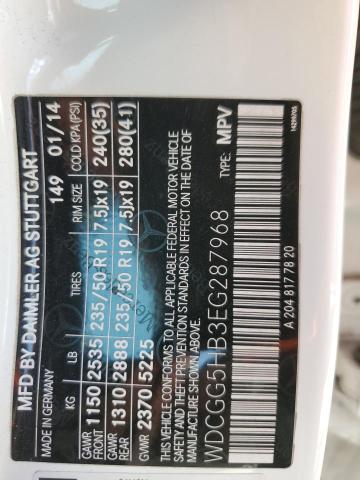 MFD BY DAIMLER AG STUTTGART
MADE IN GERMANY 149 01/14
KG LB TIRES RIM SIZE COLD KPA(PSI)
GAWR FRONT 1150 2535 235/50 R19 7.5Jx19 240(35)
GAWR REAR 1310 2888 235/50 R19 7.5Jx19 280(41)
GVWR 2370 5225
THIS VEHICLE CONFORMS TO ALL APPLICABLE FEDERAL MOTOR VEHICLE
SAFETY AND THEFT PREVENTION STANDARDS IN EFFECT ON THE DATE OF
MANUFACTURE SHOWN ABOVE
TYPE: MPV
WDCGG5HB3EG287968
A 204 817 78 20